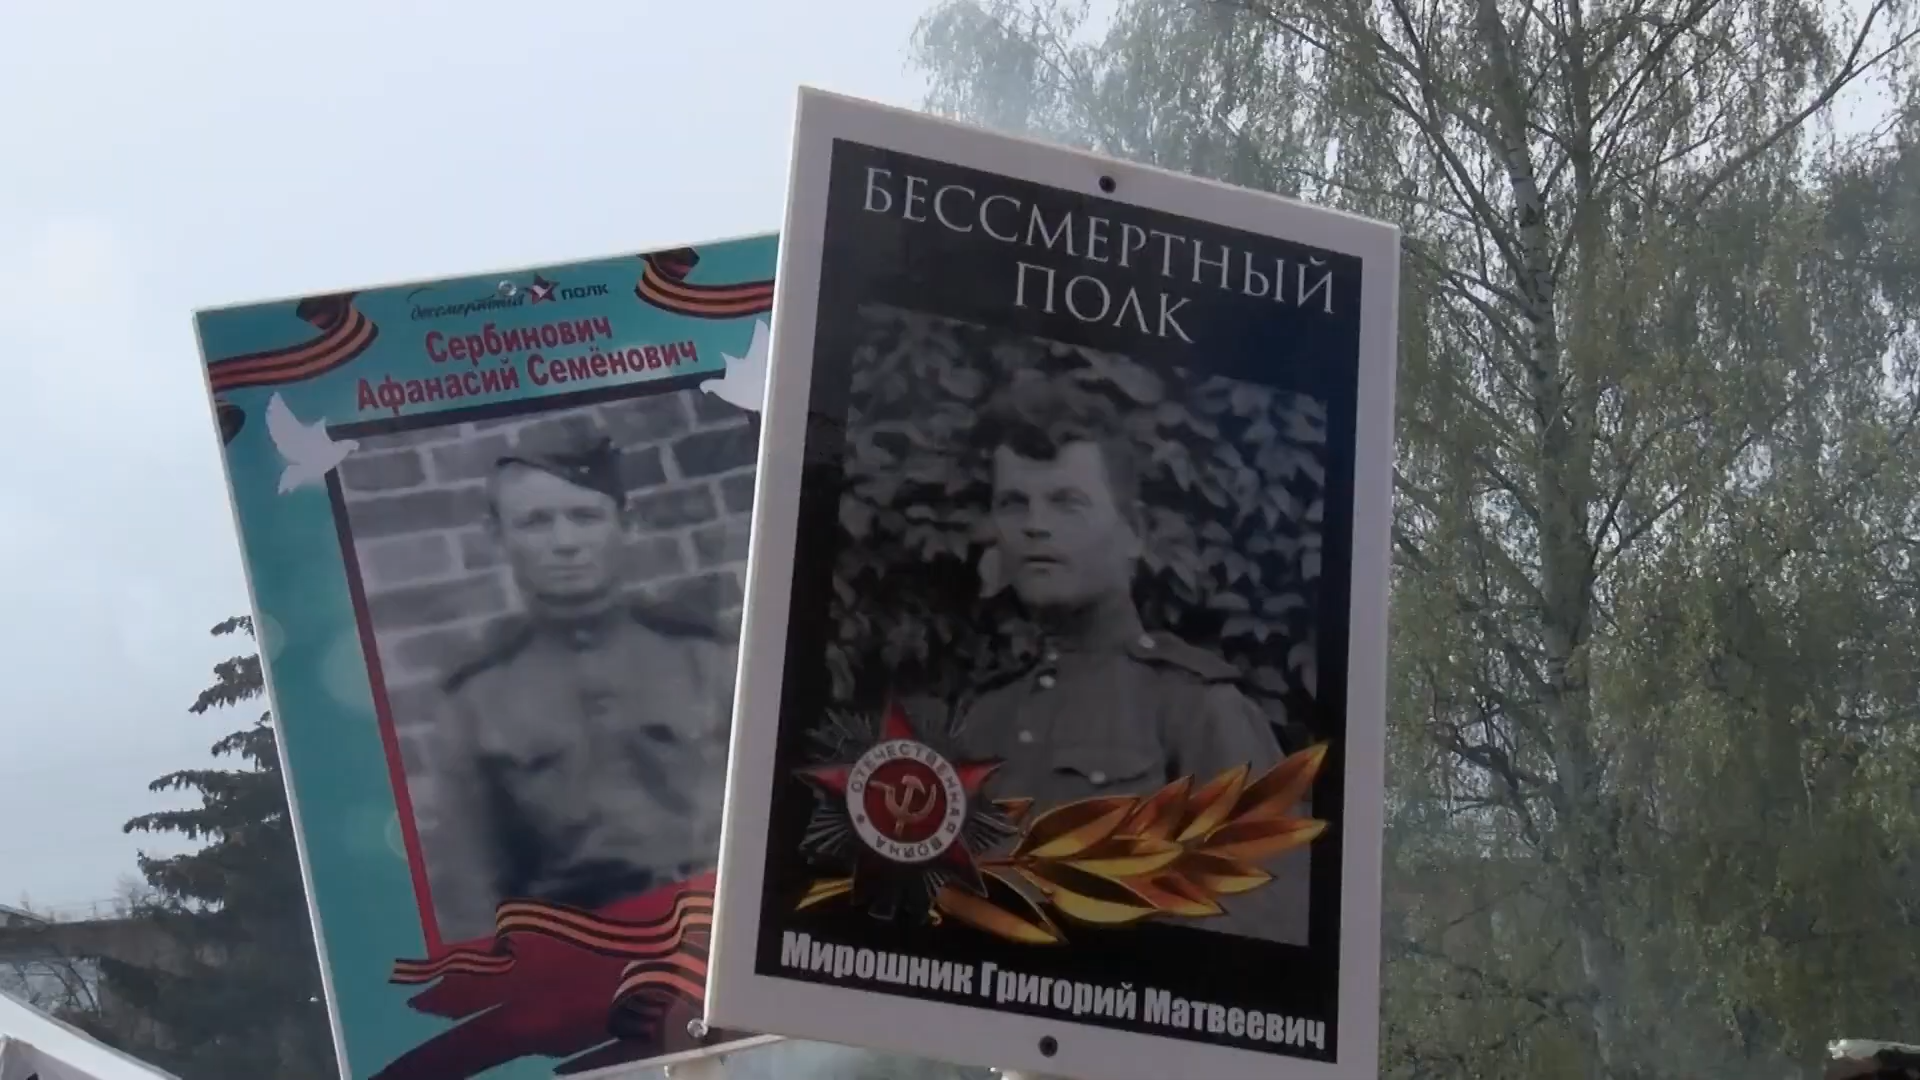 бессмертный полк
Сербинович
Афанасий Семёнович
БЕССМЕРТНЫЙ
ПОЛК
ОТЕЧЕСТВЕННАЯ ВОЙНА
Мирошник Григорий Матвеевич